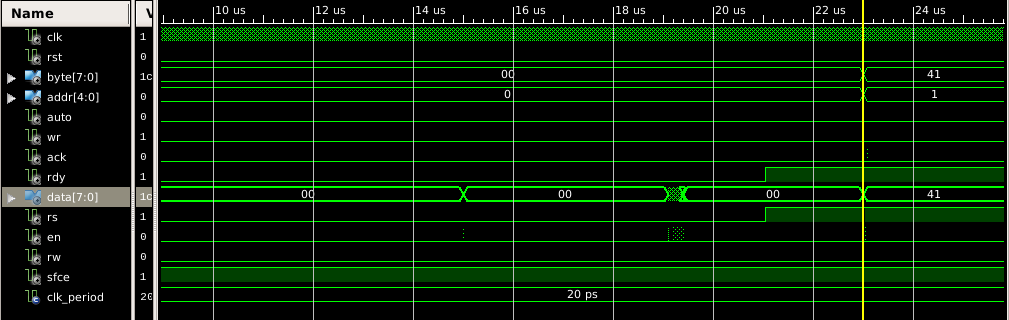 Name V 10 us 12 us 14 us 16 us 18 us 20 us 22 us 24 us
clk 1
rst 0
byte[7:0] 1c 00 41
addr[4:0] 0 0 1
auto 0
wr 1
ack 0
rdy 1
data[7:0] 1c 00 00 00 41
rs 1
en 0
rw 0
sfce 1
clk_period 20 20 ps